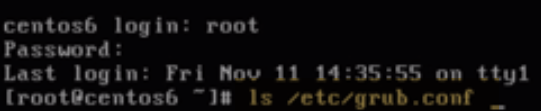 centos6 login: root
Password:
Last login: Fri Nov 11 14:35:55 on tty1
[root@centos6 ~]# ls /etc/grub.conf _